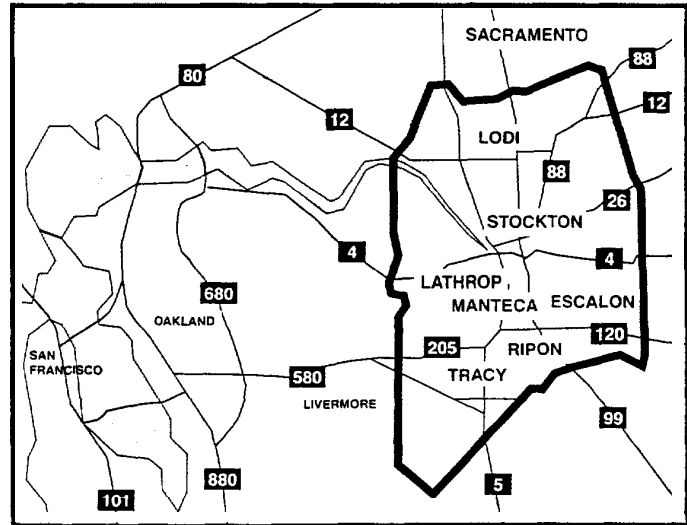 SACRAMENTO
88
80
12
12
LODI
88
26
STOCKTON
4
4
LATHROP
680
MANTECA
ESCALON
OAKLAND
120
205
RIPON
SAN
FRANCISCO
580
TRACY
LIVERMORE
99
880
5
101